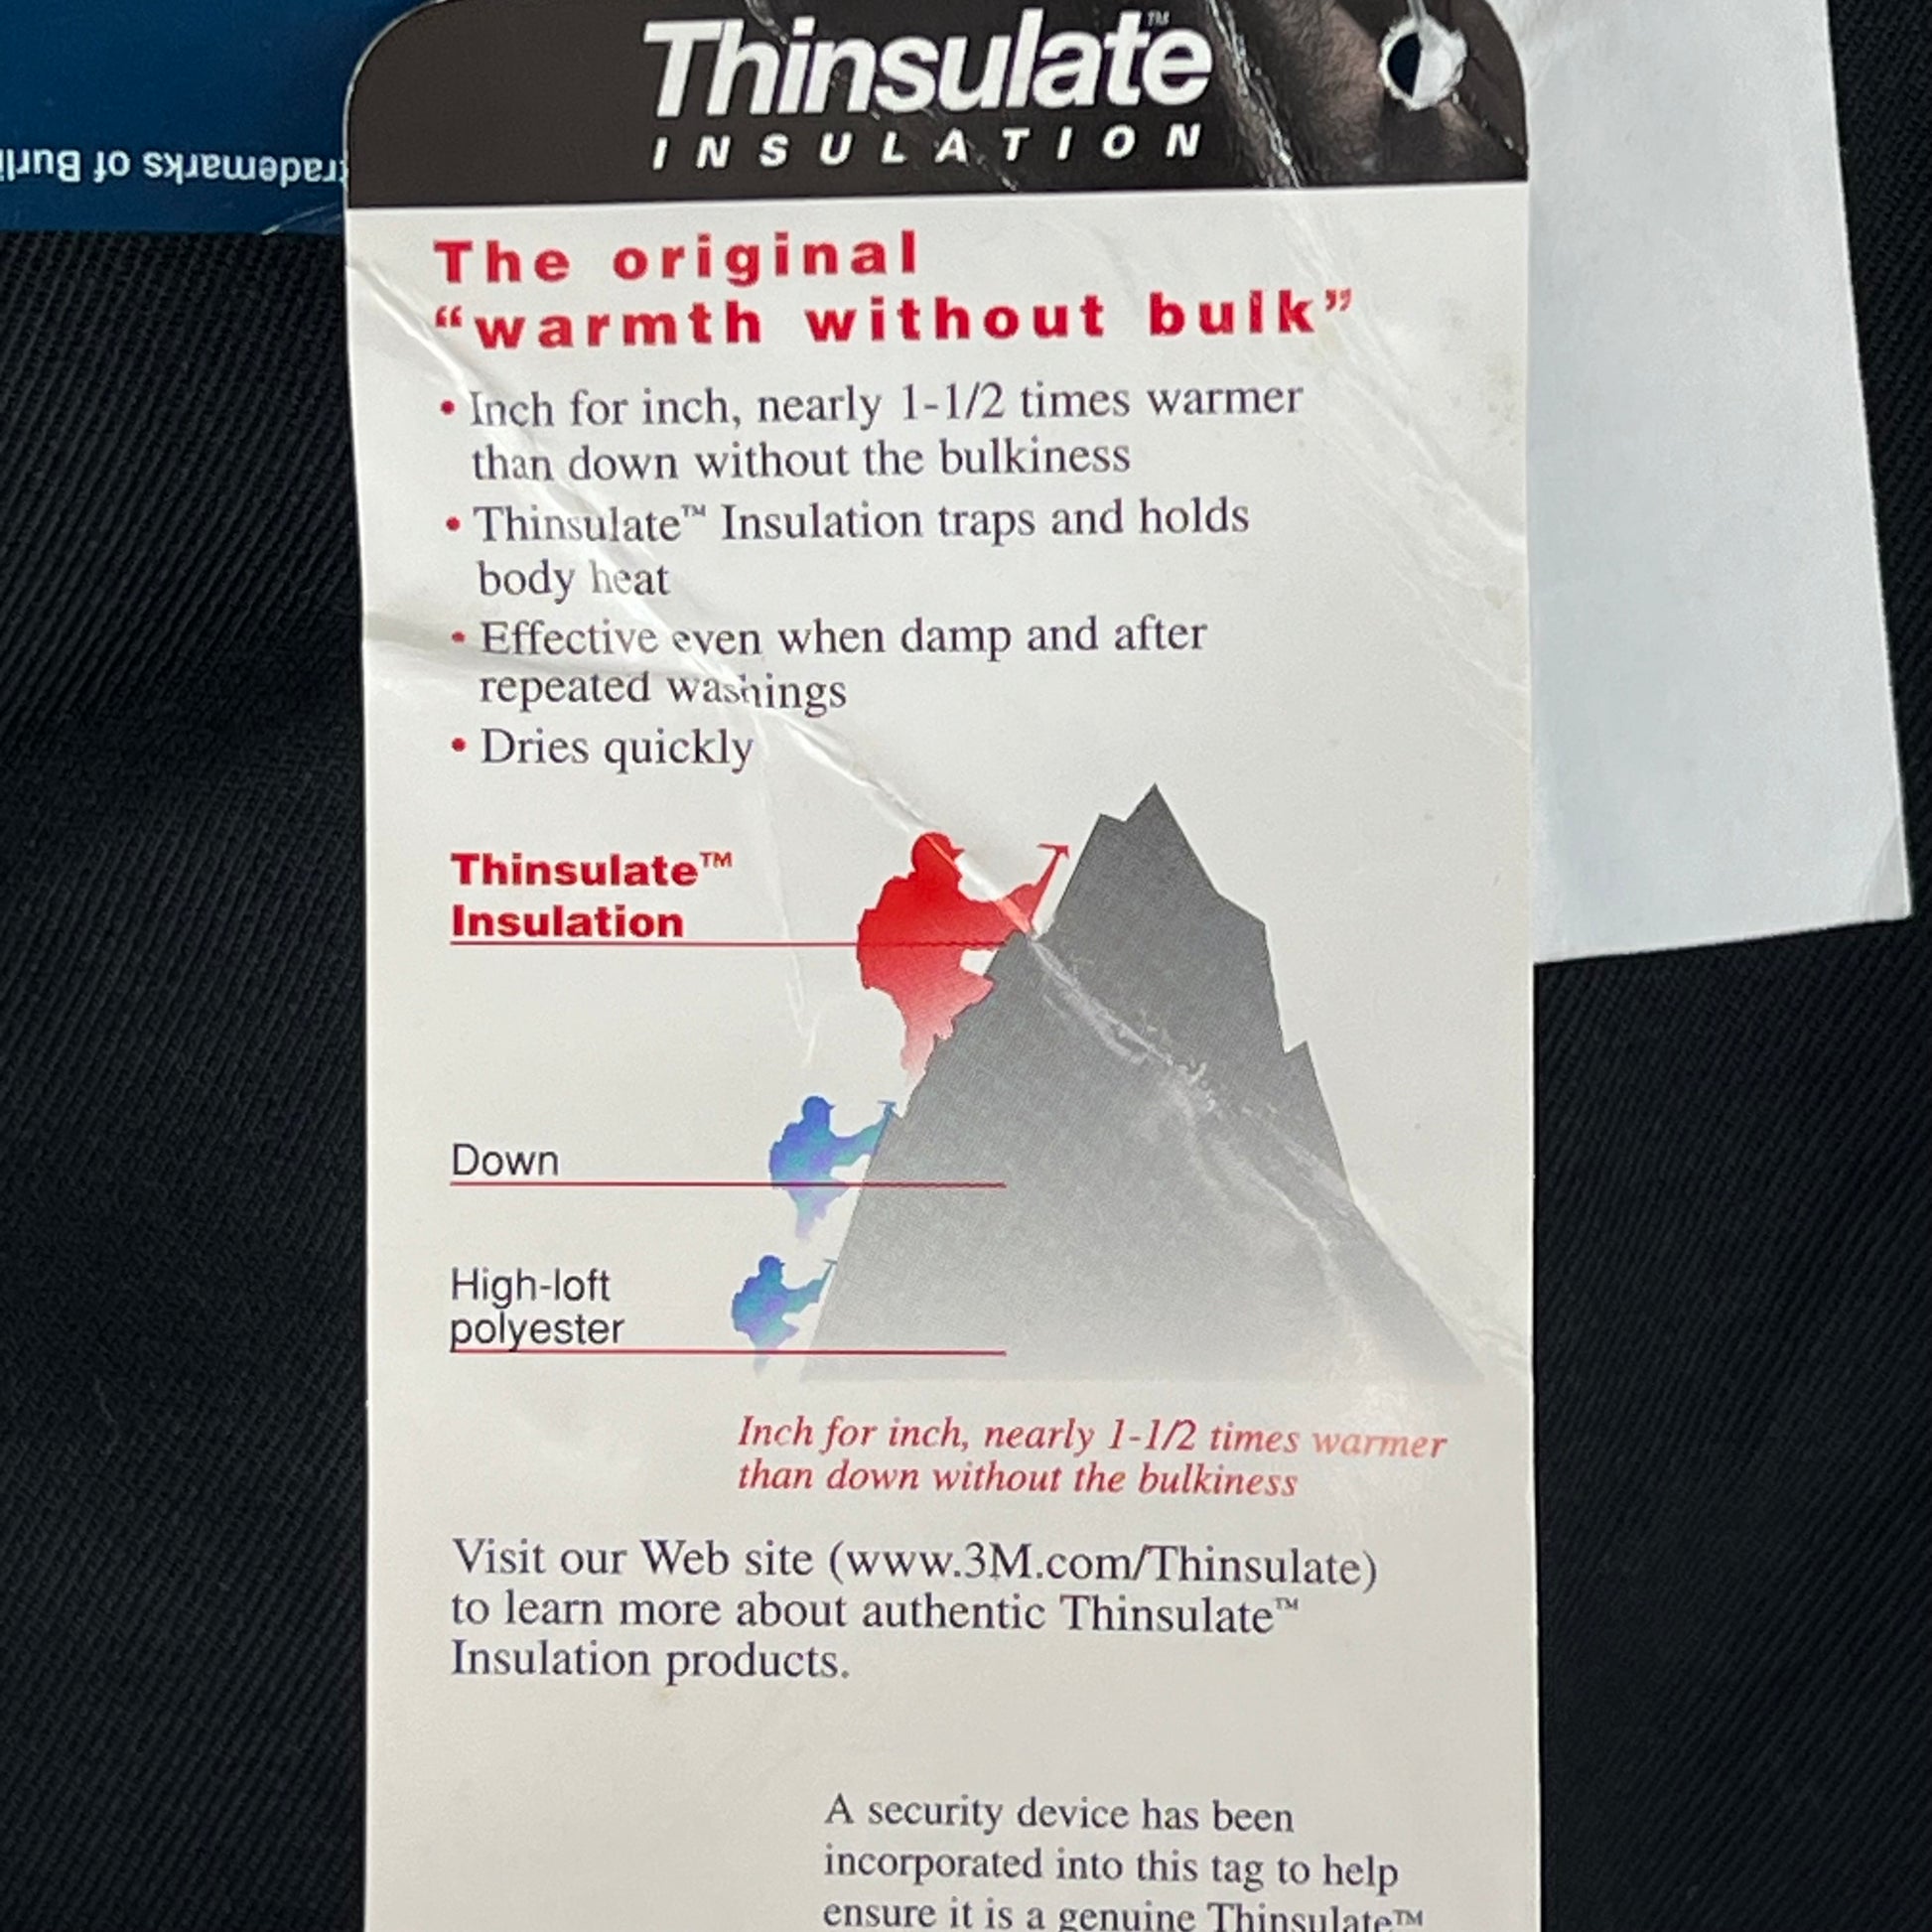 Thinsulate™
INSULATION
trademarks of
The original
“warmth without bulk”
• Inch for inch, nearly 1-1/2 times warmer
than down without the bulkiness
• Thinsulate™ Insulation traps and holds
body heat
• Effective even when damp and after
repeated washings
• Dries quickly
Thinsulate™
Insulation
Down
High-loft
polyester
Inch for inch, nearly 1-1/2 times warmer
than down without the bulkiness
Visit our Web site (www.3M.com/Thinsulate)
to learn more about authentic Thinsulate™
Insulation products.
A security device has been
incorporated into this tag to help
ensure it is a genuine Thinsulate™